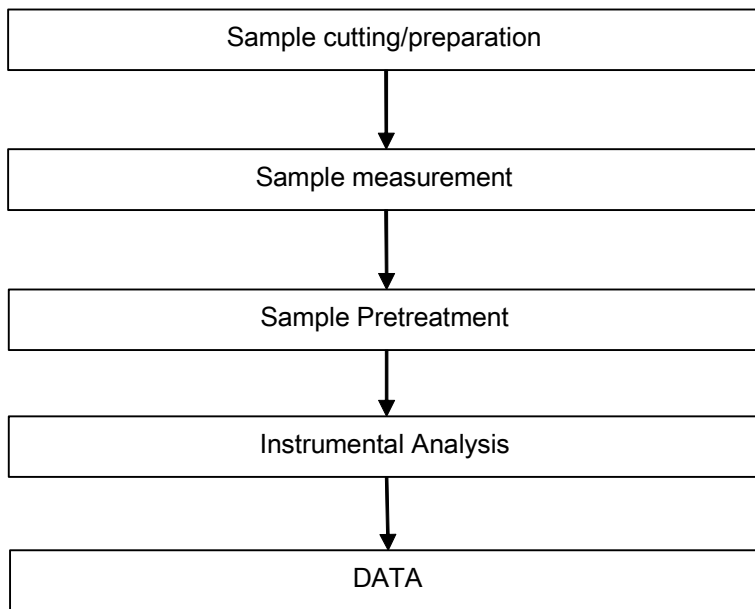 Sample cutting/preparation
Sample measurement
Sample Pretreatment
Instrumental Analysis
DATA